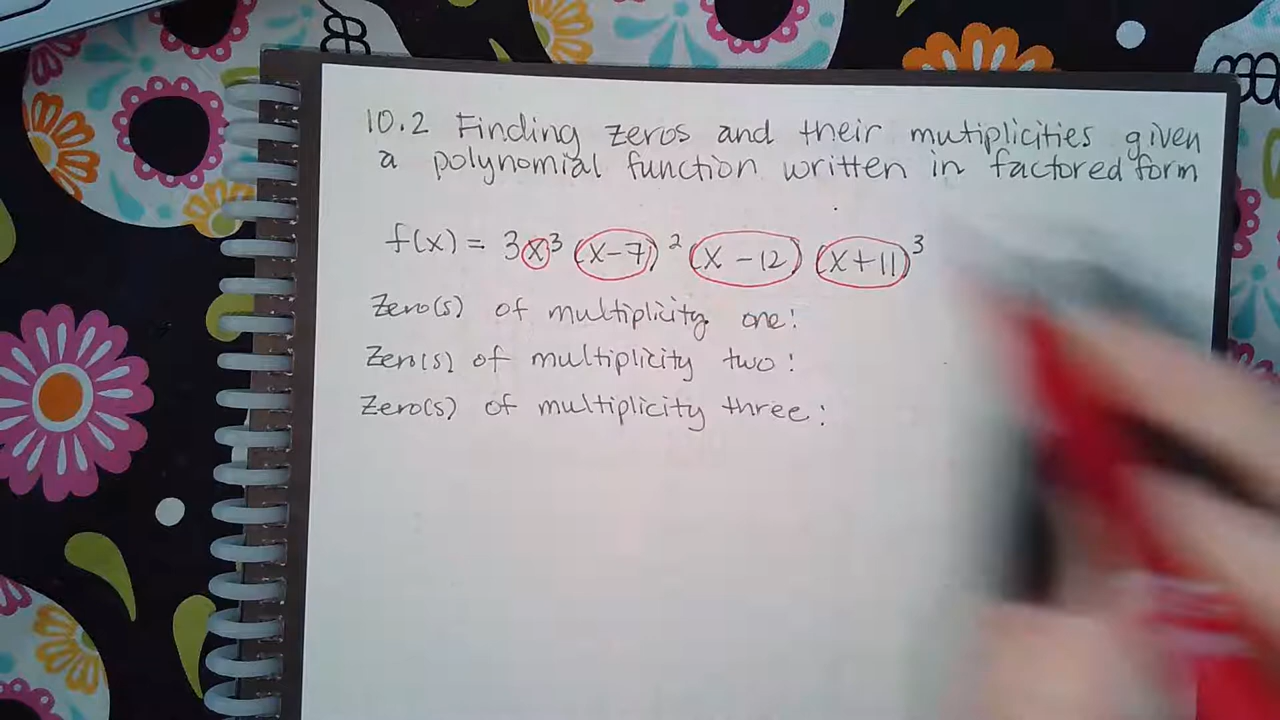 10.2 Finding zeros and their mutiplicities given
a polynomial function written in factored form
f(x) = 3x³ (x-7)² (x-12) (x+11)³
Zero(s) of multiplicity one:
Zero(s) of multiplicity two:
Zero(s) of multiplicity three: